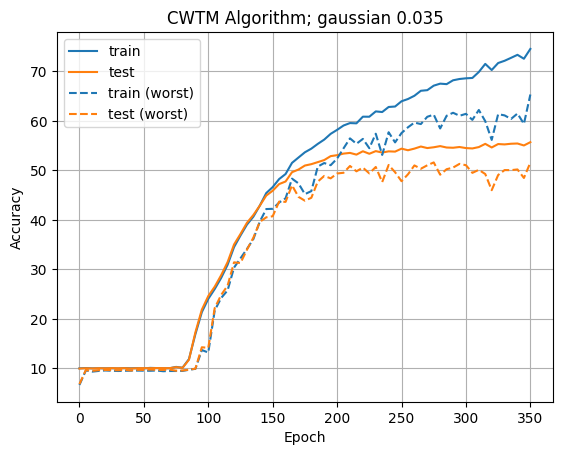 CWTM Algorithm; gaussian 0.035
train
test
train (worst)
test (worst)
70
60
50
40
30
20
10
Accuracy
0 50 100 150 200 250 300 350
Epoch